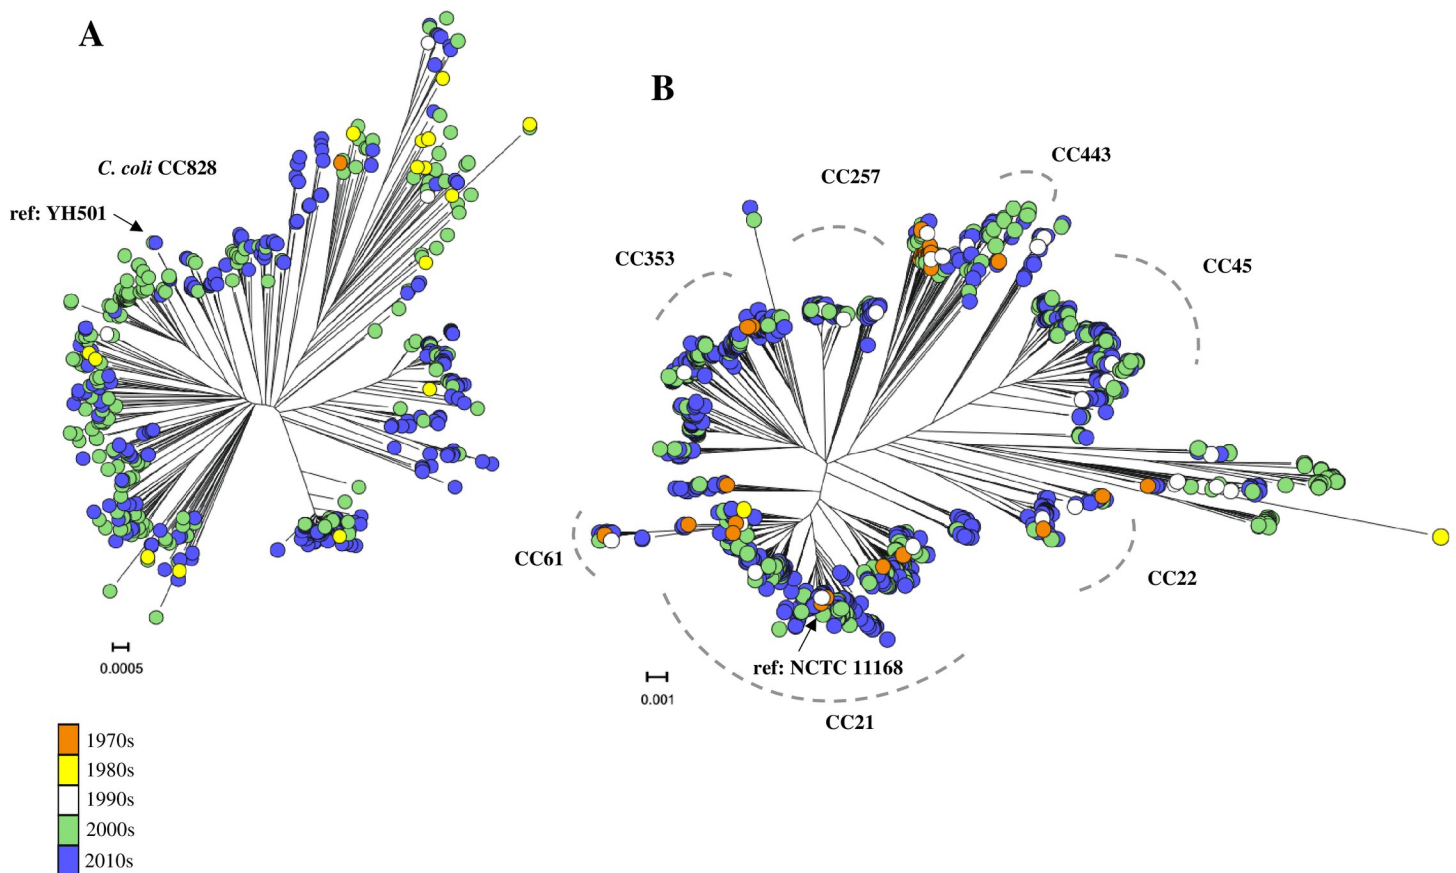 A
B
CC443
C. coli CC828
CC257
ref: YH501
CC353
CC45
CC61
CC22
0.0005
ref: NCTC 11168
0.001
CC21
1970s
1980s
1990s
2000s
2010s